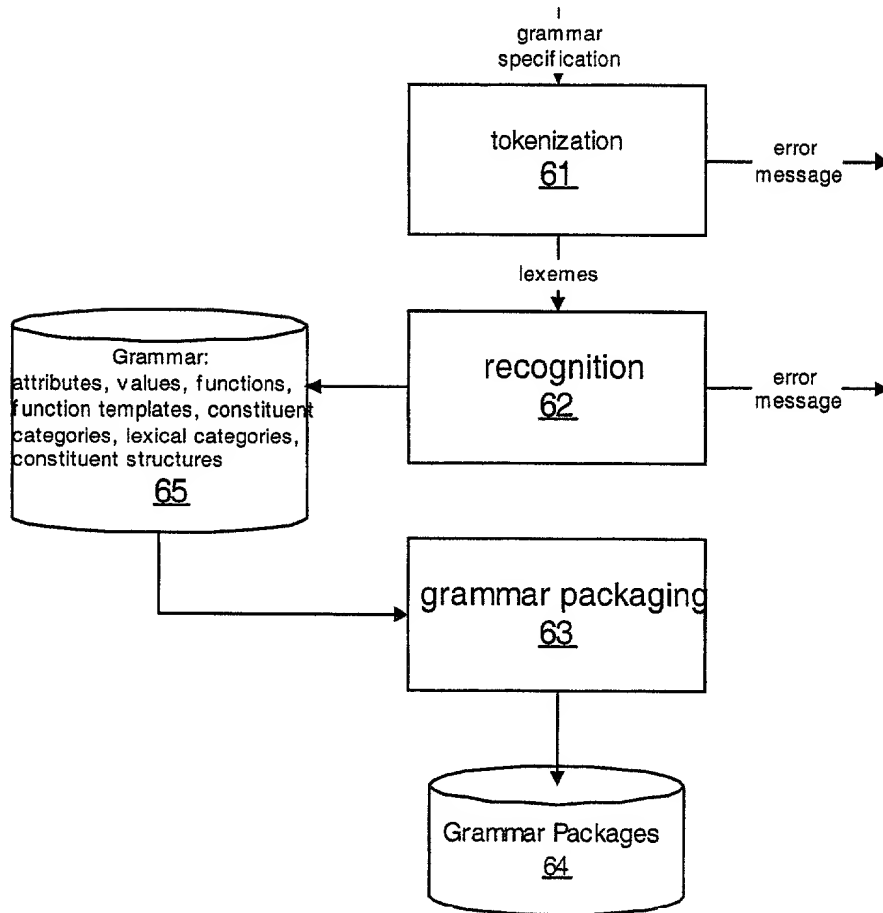 grammar
specification
tokenization
61
error
message
lexemes
recognition
62
error
message
Grammar:
attributes, values, functions,
function templates, constituent
categories, lexical categories,
constituent structures
65
grammar packaging
63
Grammar Packages
64